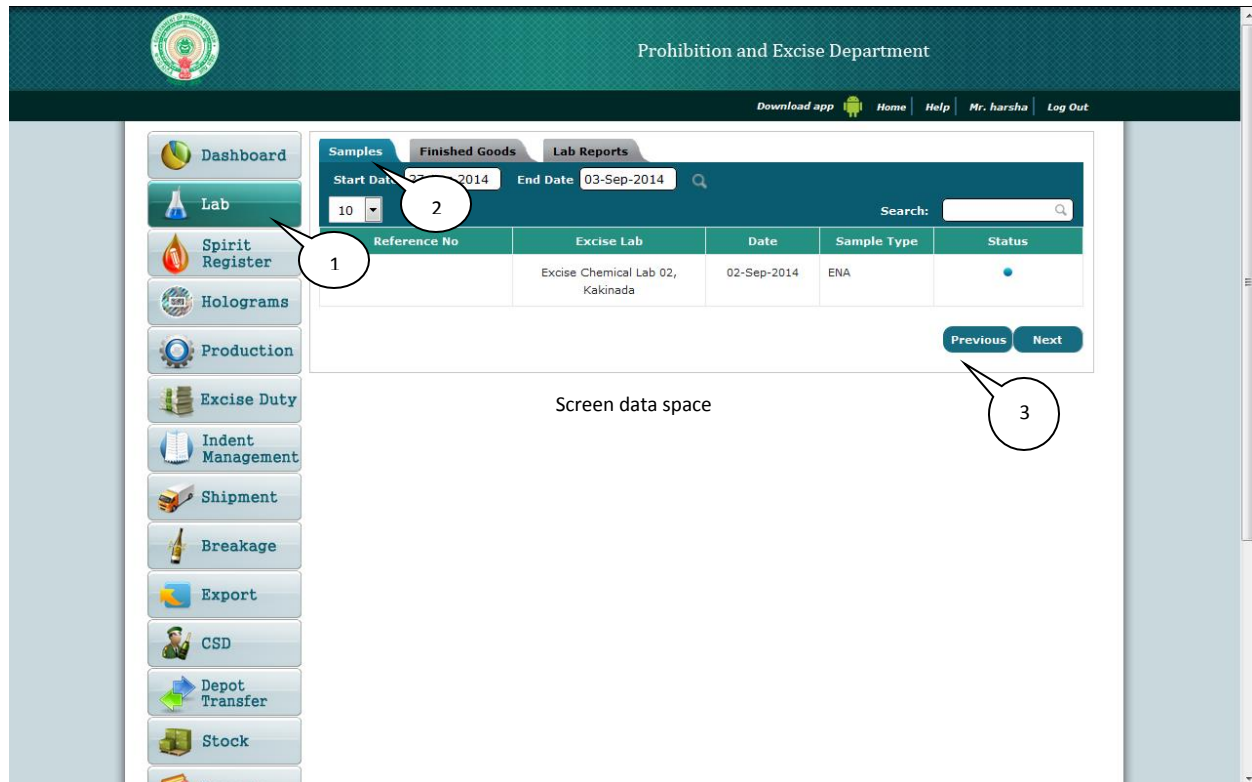 Prohibition and Excise Department
Download app Home Help Mr. harsha Log Out
Dashboard
Lab
Spirit
Register
Holograms
Production
Excise Duty
Indent
Management
Shipment
Breakage
Export
CSD
Depot
Transfer
Stock
Samples Finished Goods Lab Reports
Start Date 2014 End Date 03-Sep-2014
10 Search:
Reference No Excise Lab Date Sample Type Status
Excise Chemical Lab 02, 02-Sep-2014 ENA
Kakinada
Previous Next
1
2
3
Screen data space